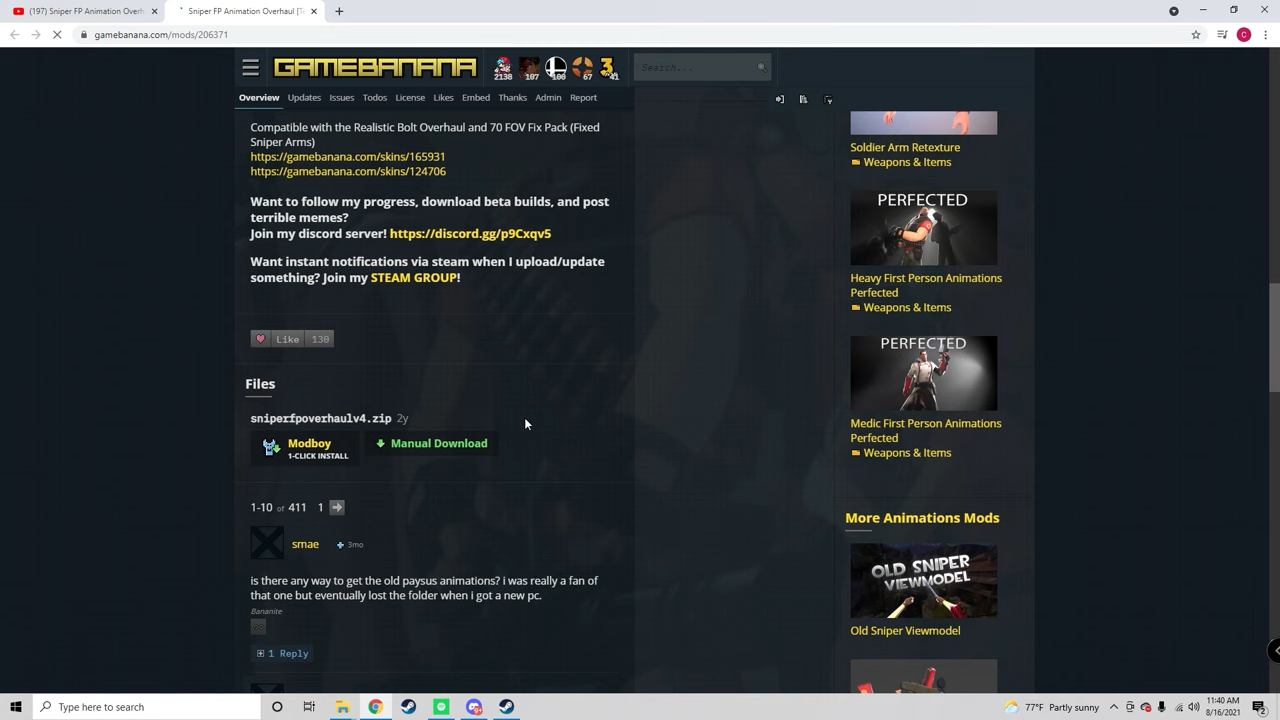 (197) Sniper FP Animation Overh
Sniper FP Animation Overhaul [Te
gamebanana.com/mods/206371
C
GAMEBANANA
2138
107
100
67
41
Search...
Overview
Updates
Issues
Todos
License
Likes
Embed
Thanks
Admin
Report
Compatible with the Realistic Bolt Overhaul and 70 FOV Fix Pack (Fixed
Sniper Arms)
https://gamebanana.com/skins/165931
https://gamebanana.com/skins/124706
Want to follow my progress, download beta builds, and post
terrible memes?
Join my discord server! https://discord.gg/p9Cxqv5
Want instant notifications via steam when I upload/update
something? Join my STEAM GROUP!
Like 130
Files
sniperfpoverhaulv4.zip 2y
Modboy
1-CLICK INSTALL
Manual Download
1-10 of 411 1
smae
3mo
is there any way to get the old paysus animations? i was really a fan of
that one but eventually lost the folder when i got a new pc.
Bananite
1 Reply
Soldier Arm Retexture
Weapons & Items
PERFECTED
Heavy First Person Animations
Perfected
Weapons & Items
PERFECTED
Medic First Person Animations
Perfected
Weapons & Items
More Animations Mods
OLD SNIPER
VIEWMODEL
Old Sniper Viewmodel
Type here to search
77°F Partly sunny
11:40 AM
8/16/2021
2